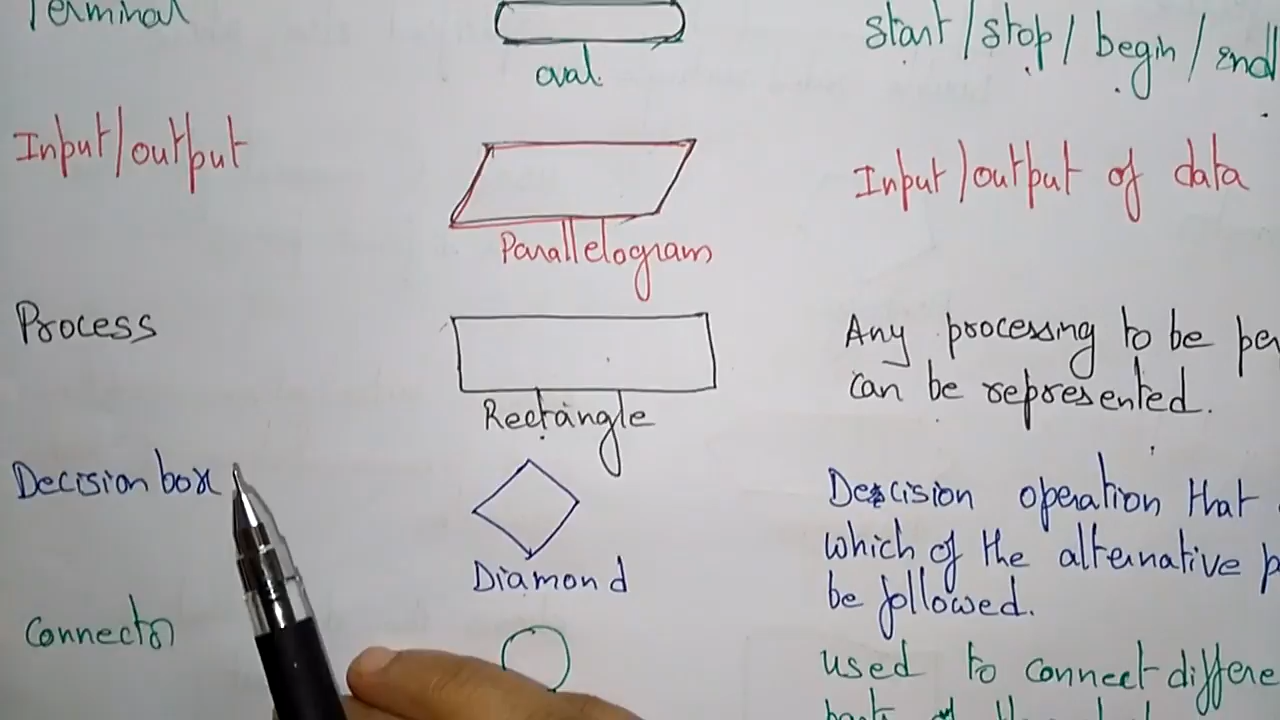 Terminal
oval
start/stop/begin/end
Input/output
Parallelogram
Input/output of data
Process
Rectangle
Any processing to be
can be represented.
Decision box
Diamond
Decision operation that
which of the alternative
be followed.
Connector
used to connect